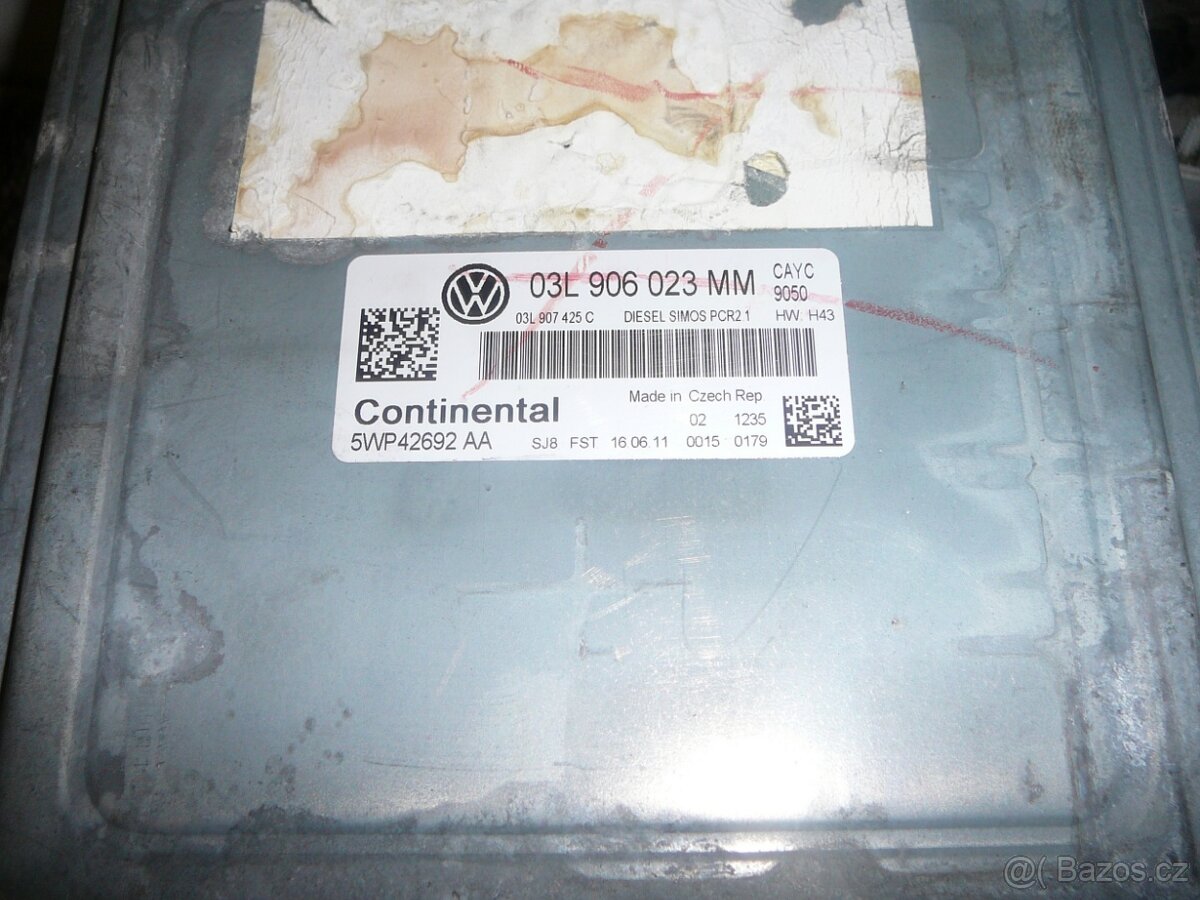 03L 906 023 MM CAYC
9050
03L 907 425 C DIESEL SIMOS PCR2 1 HW: H43
Continental Made in Czech Rep
02 1235
5WP42692 AA SJ8 FST 16 06.11 0015 0179
@( Bazos.cz